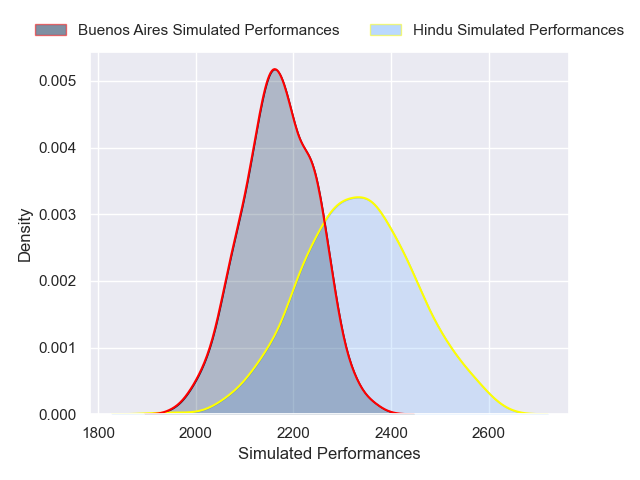 Buenos Aires Simulated Performances Hindu Simulated Performances
0.005
0.004
0.003
0.002
0.001
0.000
Density
1800 2000 2200 2400 2600
Simulated Performances